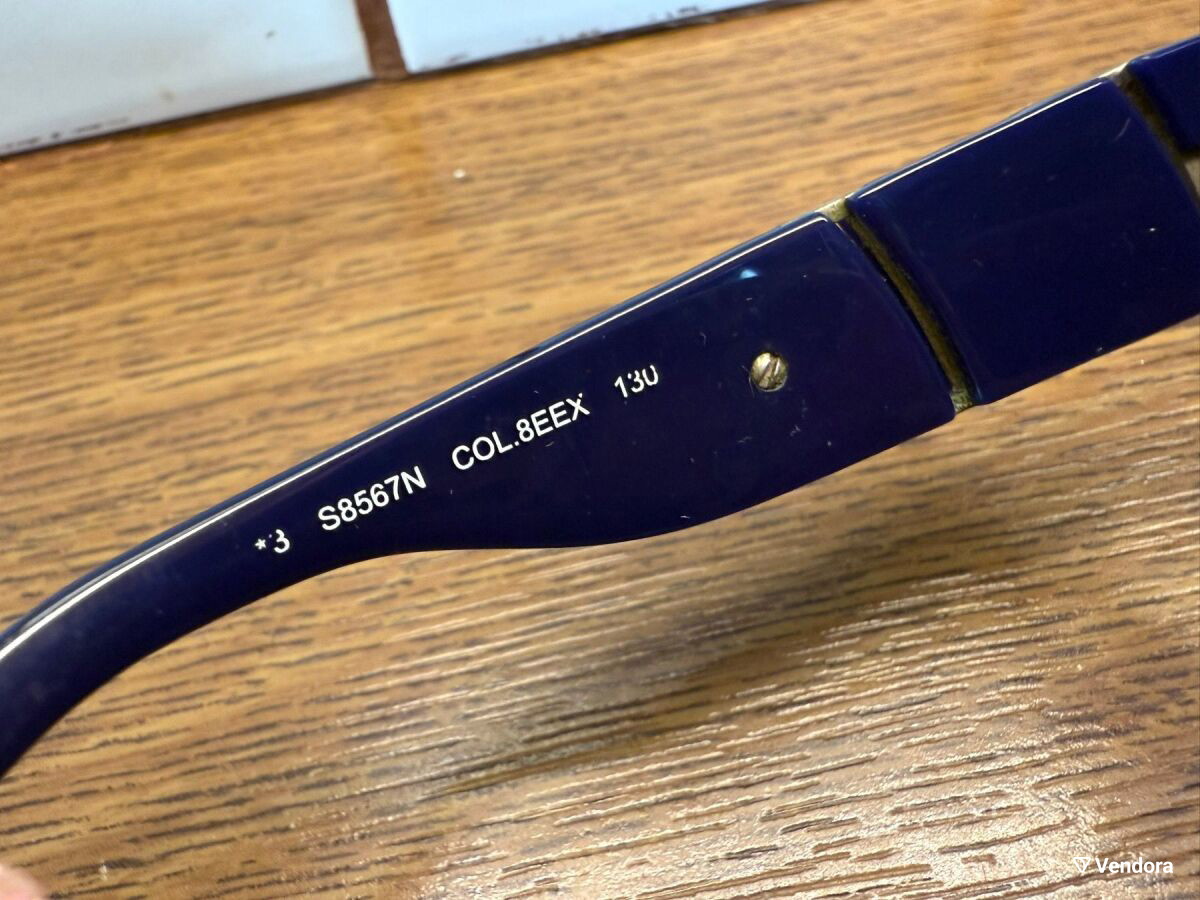 *3 S8567N COL.8EEX 130
Vendora